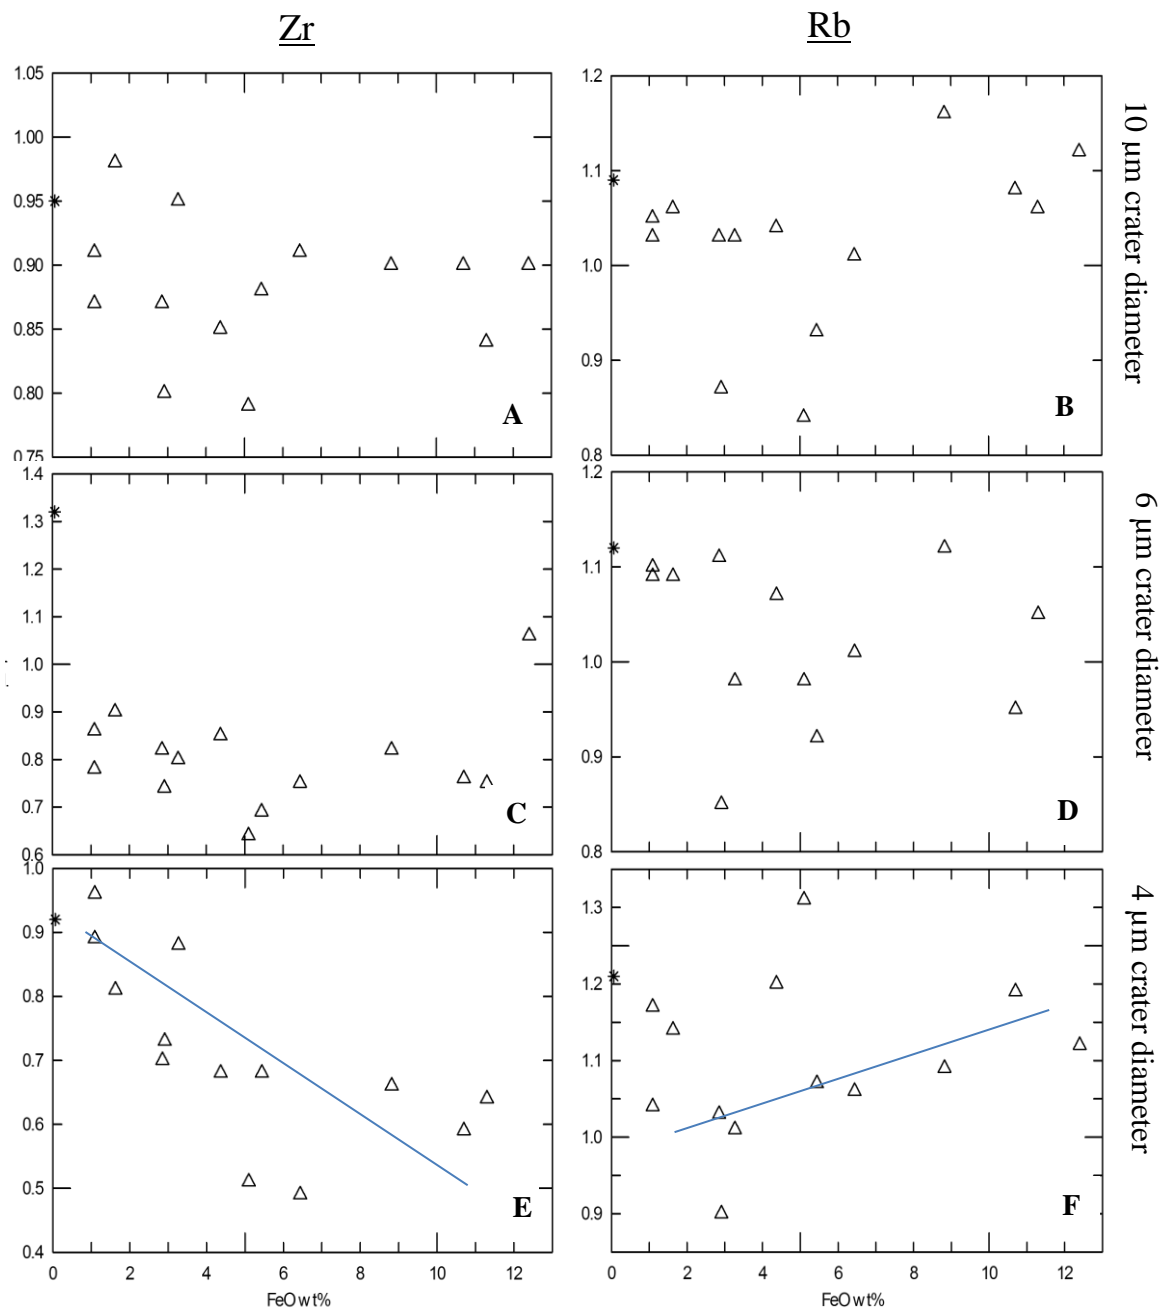 Zr
Rb
1.05
1.00
0.95
0.90
0.85
0.80
0.75
A
1.2
1.1
1.0
0.9
0.8
B
10 μm crater diameter
1.4
1.3
1.2
1.1
1.0
0.9
0.8
0.7
0.6
C
1.2
1.1
1.0
0.9
0.8
D
6 μm crater diameter
1.0
0.9
0.8
0.7
0.6
0.5
0.4
E
0 2 4 6 8 10 12
FeO wt%
1.3
1.2
1.1
1.0
0.9
F
0 2 4 6 8 10 12
FeO wt%
4 μm crater diameter